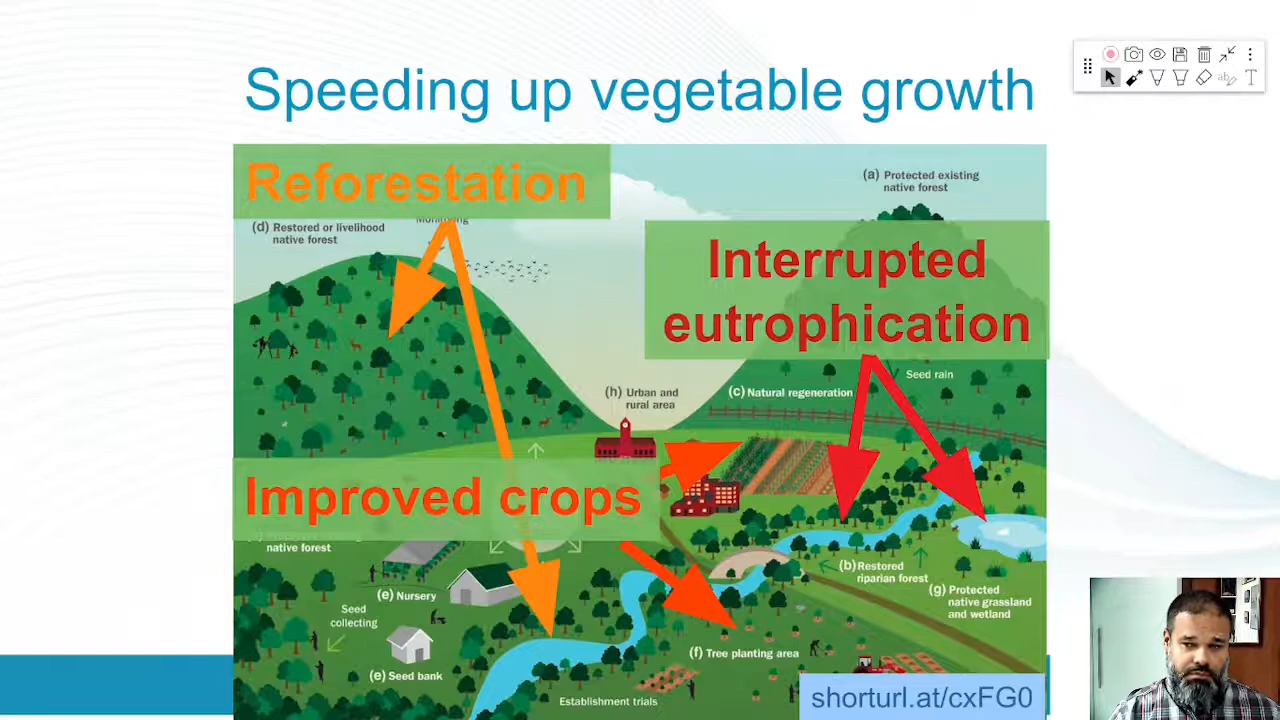 Speeding up vegetable growth
Reforestation
(a) Protected existing
native forest
(d) Restored or livelihood
native forest
Monitoring
Interrupted
eutrophication
Seed rain
(h) Urban and
rural area
(c) Natural regeneration
Improved crops
native forest
(b) Restored
riparian forest
(g) Protected
native grassland
and wetland
(e) Nursery
Seed
collecting
(f) Tree planting area
(e) Seed bank
Establishment trials
shorturl.at/cxFG0
ab
T